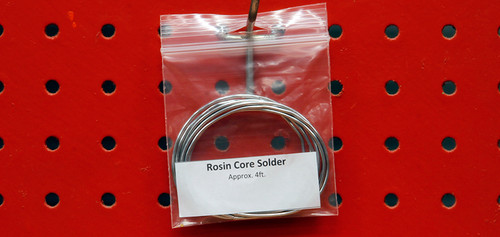 Rosin Core Solder
Approx. 4ft.